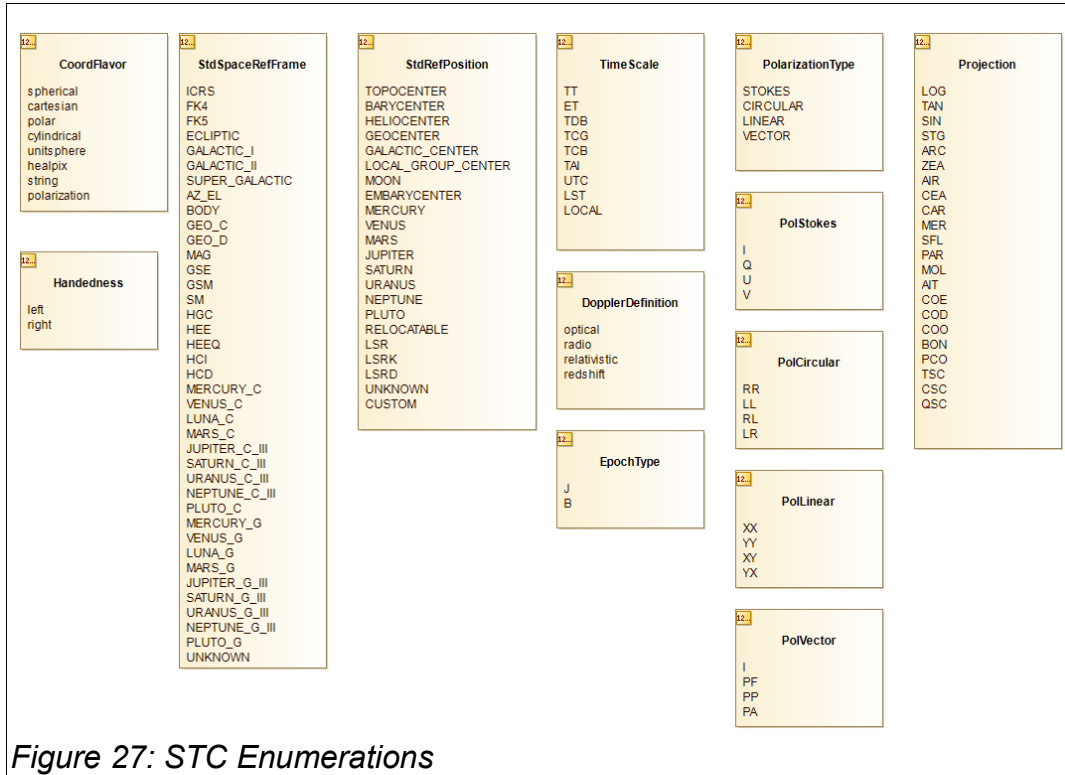 12...
CoordFlavor
spherical
cartesian
polar
cylindrical
unitsphere
healpix
string
polarization
12...
Handedness
left
right
12...
StdSpaceRefFrame
ICRS
FK4
FK5
ECLIPTIC
GALACTIC_I
GALACTIC_II
SUPER_GALACTIC
AZ_EL
BODY
GEO_C
GEO_D
MAG
GSE
GSM
SM
HGC
HEE
HEEQ
HCI
HCD
MERCURY_C
VENUS_C
LUNA_C
MARS_C
JUPITER_C_III
SATURN_C_III
URANUS_C_III
NEPTUNE_C_III
PLUTO_C
MERCURY_G
VENUS_G
LUNA_G
MARS_G
JUPITER_G_III
SATURN_G_III
URANUS_G_III
NEPTUNE_G_III
PLUTO_G
UNKNOWN
12...
StdRefPosition
TOPOCENTER
BARYCENTER
HELIOCENTER
GEOCENTER
GALACTIC_CENTER
LOCAL_GROUP_CENTER
MOON
EMBARYCENTER
MERCURY
VENUS
MARS
JUPITER
SATURN
URANUS
NEPTUNE
PLUTO
RELOCATABLE
LSR
LSRK
LSRD
UNKNOWN
CUSTOM
12...
TimeScale
TT
ET
TDB
TCG
TCB
TAI
UTC
LST
LOCAL
12...
DopplerDefinition
optical
radio
relativistic
redshift
12...
EpochType
J
B
12...
PolarizationType
STOKES
CIRCULAR
LINEAR
VECTOR
12...
PolStokes
I
Q
U
V
12...
PolCircular
RR
LL
RL
LR
12...
PolLinear
XX
YY
XY
YX
12...
PolVector
I
PF
PP
PA
12...
Projection
LOG
TAN
SIN
STG
ARC
ZEA
AIR
CEA
CAR
MER
SFL
PAR
MOL
AIT
COE
COD
COO
BON
PCO
TSC
CSC
QSC
Figure 27: STC Enumerations